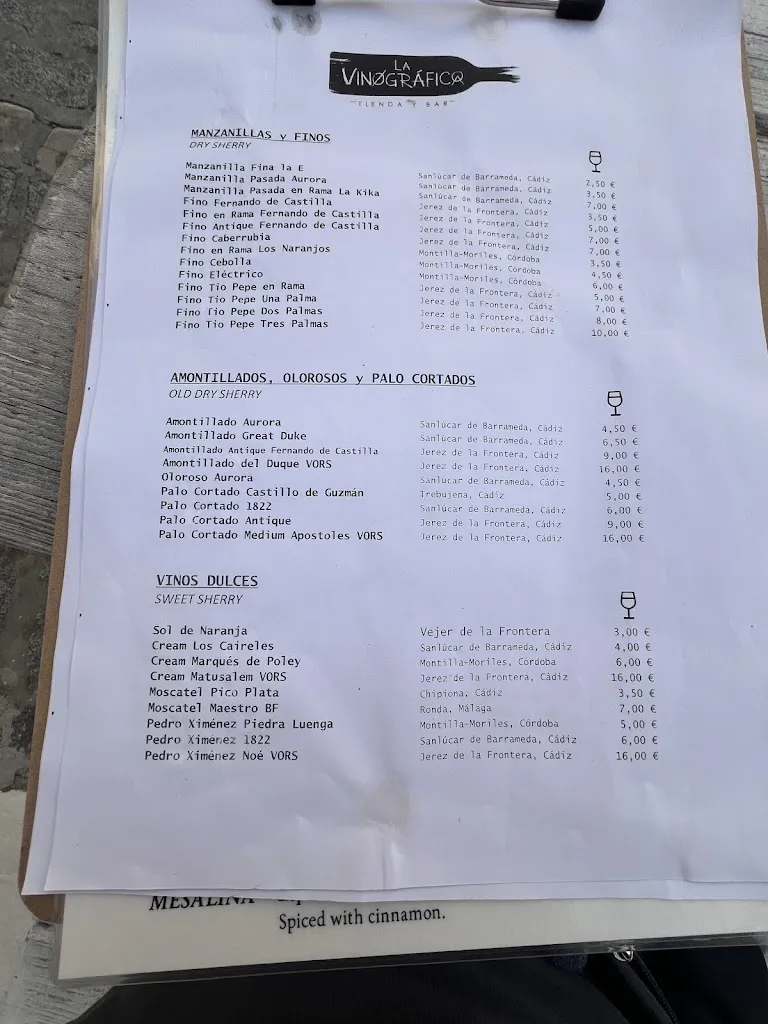 LA
VINØGRÁFICA
TIENDA Y BAR
MANZANILLAS y FINOS
DRY SHERRY
Manzanilla Fina la E Sanlúcar de Barrameda, Cádiz 2,50 €
Manzanilla Pasada Aurora Sanlúcar de Barrameda, Cádiz 3,50 €
Manzanilla Pasada en Rama La Kika Sanlúcar de Barrameda, Cádiz 7,00 €
Fino Fernando de Castilla Jerez de la Frontera, Cádiz 3,50 €
Fino en Rama Fernando de Castilla Jerez de la Frontera, Cádiz 5,00 €
Fino Antique Fernando de Castilla Jerez de la Frontera, Cádiz 7,00 €
Fino Caberrubia Jerez de la Frontera, Cádiz 7,00 €
Fino en Rama Los Naranjos Montilla-Moriles, Córdoba 3,50 €
Fino Cebolla Montilla-Moriles, Córdoba 4,50 €
Fino Eléctrico Montilla-Moriles, Córdoba 6,00 €
Fino Tio Pepe en Rama Jerez de la Frontera, Cádiz 5,00 €
Fino Tio Pepe Una Palma Jerez de la Frontera, Cádiz 7,00 €
Fino Tio Pepe Dos Palmas Jerez de la Frontera, Cádiz 8,00 €
Fino Tio Pepe Tres Palmas Jerez de la Frontera, Cádiz 10,00 €
AMONTILLADOS, OLOROSOS y PALO CORTADOS
OLD DRY SHERRY
Amontillado Aurora Sanlúcar de Barrameda, Cádiz 4,50 €
Amontillado Great Duke Sanlúcar de Barrameda, Cádiz 6,50 €
Amontillado Antique Fernando de Castilla Jerez de la Frontera, Cádiz 9,00 €
Amontillado del Duque VORS Jerez de la Frontera, Cádiz 16,00 €
Oloroso Aurora Sanlúcar de Barrameda, Cádiz 4,50 €
Palo Cortado Castillo de Guzmán Trebujena, Cádiz 5,00 €
Palo Cortado 1822 Sanlúcar de Barrameda, Cádiz 6,00 €
Palo Cortado Antique Jerez de la Frontera, Cádiz 9,00 €
Palo Cortado Medium Apostoles VORS Jerez de la Frontera, Cádiz 16,00 €
VINOS DULCES
SWEET SHERRY
Sol de Naranja Vejer de la Frontera 3,00 €
Cream Los Caireles Sanlúcar de Barrameda, Cádiz 4,00 €
Cream Marqués de Poley Montilla-Moriles, Córdoba 6,00 €
Cream Matusalem VORS Jerez de la Frontera, Cádiz 16,00 €
Moscatel Pico Plata Chipiona, Cádiz 3,50 €
Moscatel Maestro BF Ronda, Málaga 7,00 €
Pedro Ximénez Piedra Luenga Montilla-Moriles, Córdoba 5,00 €
Pedro Ximénez 1822 Sanlúcar de Barrameda, Cádiz 6,00 €
Pedro Ximénez Noé VORS Jerez de la Frontera, Cádiz 16,00 €
MESALINA
Spiced with cinnamon.